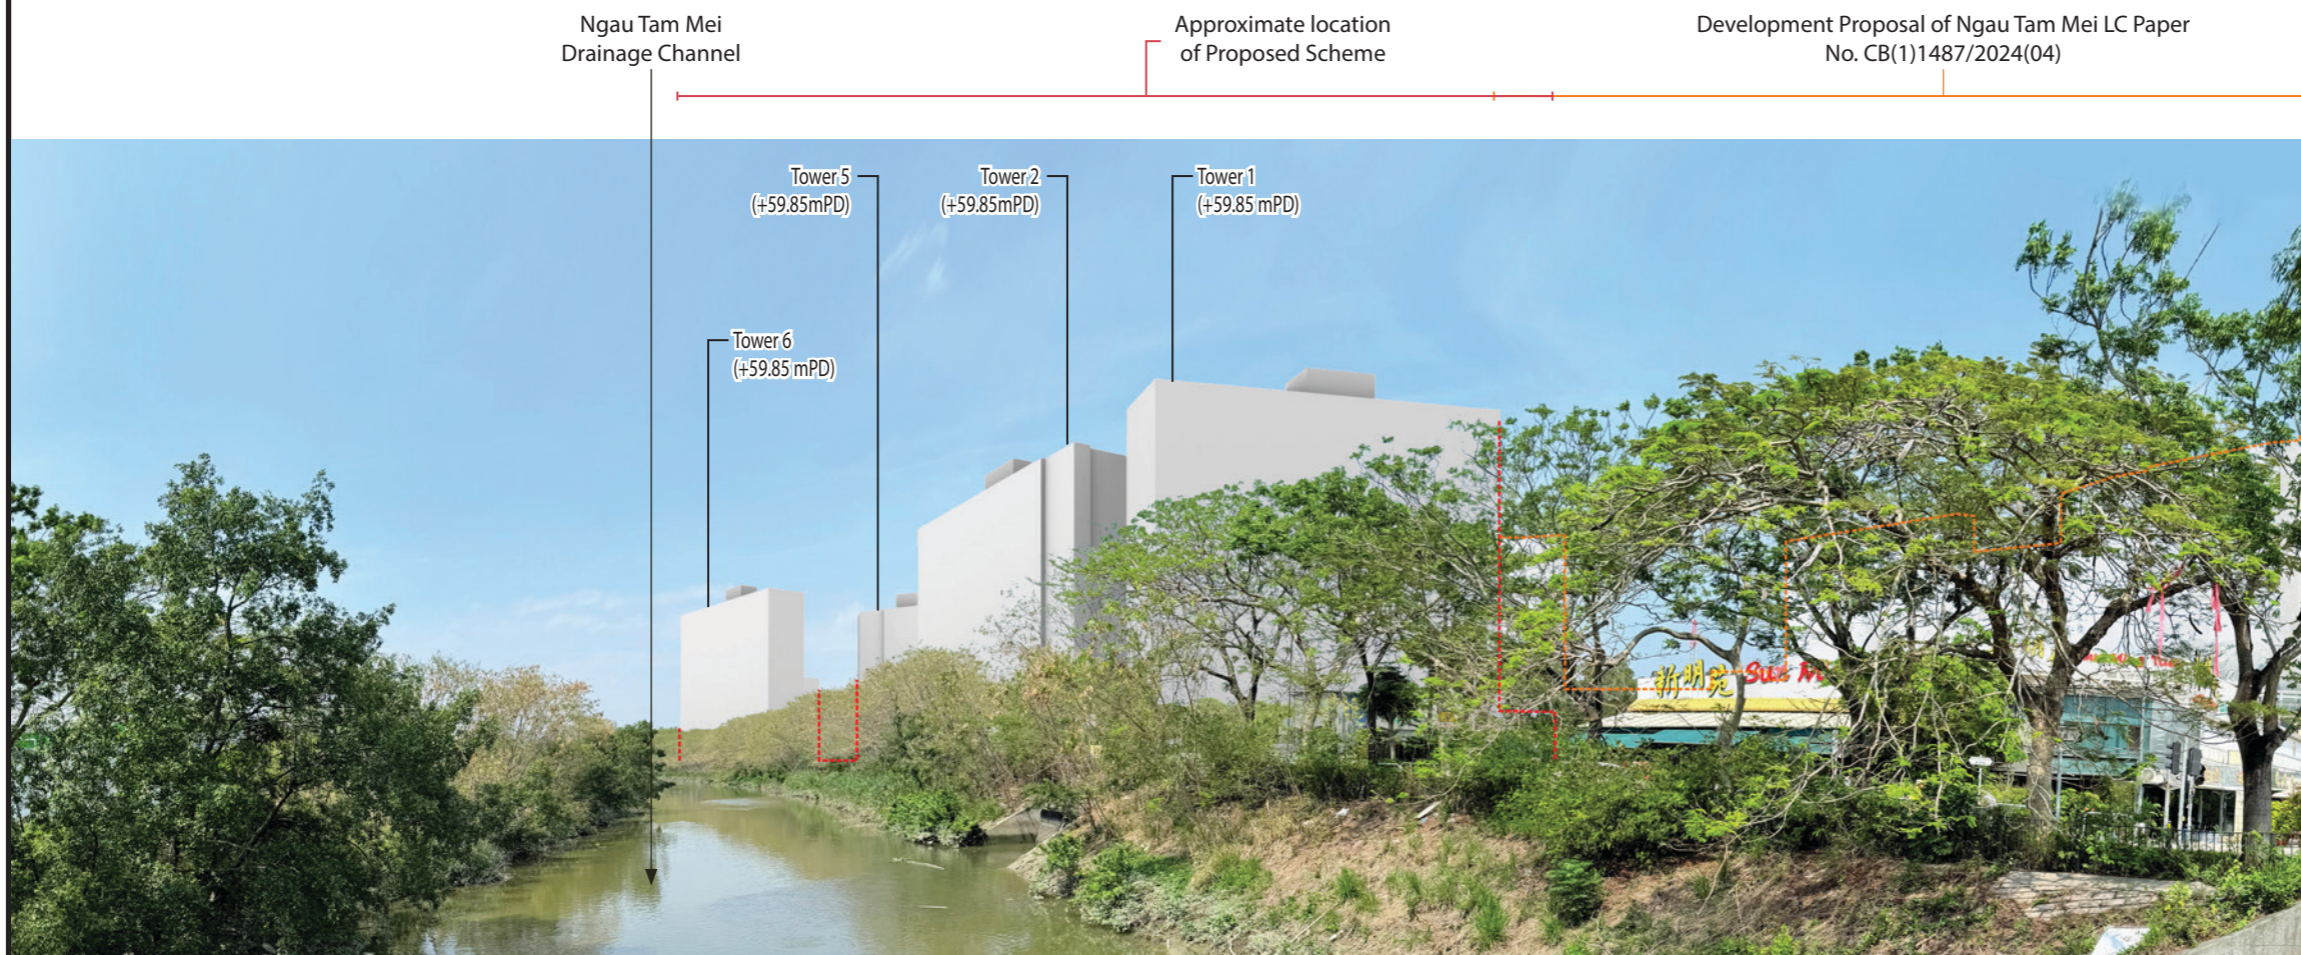 Ngau Tam Mei
Drainage Channel
Approximate location
of Proposed Scheme
Development Proposal of Ngau Tam Mei LC Paper
No. CB(1)1487/2024(04)
Tower 5
(+59.85mPD)
Tower 2
(+59.85mPD)
Tower 1
(+59.85 mPD)
Tower 6
(+59.85 mPD)
新明苑 Sun